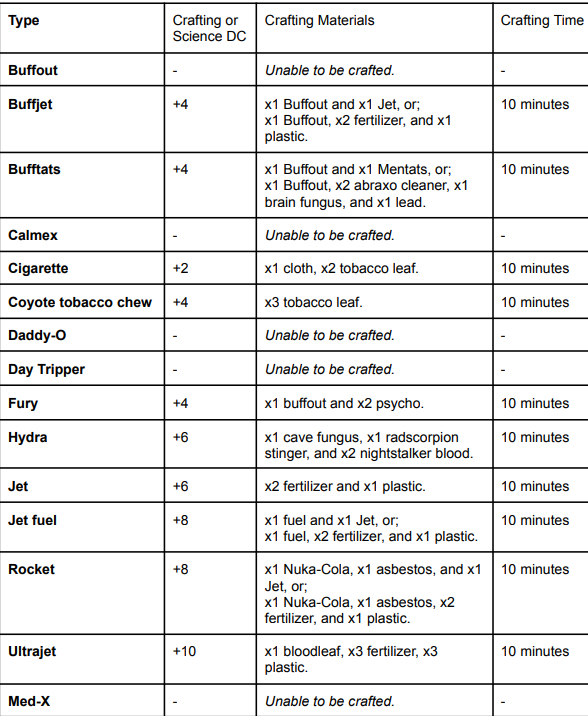 Type Crafting or Science DC Crafting Materials Crafting Time
Buffout - Unable to be crafted. -
Buffjet +4 x1 Buffout and x1 Jet, or; 10 minutes
x1 Buffout, x2 fertilizer, and x1
plastic.
Bufftats +4 x1 Buffout and x1 Mentats, or; 10 minutes
x1 Buffout, x2 abraxo cleaner, x1
brain fungus, and x1 lead.
Calmex - Unable to be crafted. -
Cigarette +2 x1 cloth, x2 tobacco leaf. 10 minutes
Coyote tobacco chew +4 x3 tobacco leaf. 10 minutes
Daddy-O - Unable to be crafted. -
Day Tripper - Unable to be crafted. -
Fury +4 x1 buffout and x2 psycho. 10 minutes
Hydra +6 x1 cave fungus, x1 radscorpion 10 minutes
stinger, and x2 nightstalker blood.
Jet +6 x2 fertilizer and x1 plastic. 10 minutes
Jet fuel +8 x1 fuel and x1 Jet, or; 10 minutes
x1 fuel, x2 fertilizer, and x1 plastic.
Rocket +8 x1 Nuka-Cola, x1 asbestos, and x1 10 minutes
Jet, or;
x1 Nuka-Cola, x1 asbestos, x2
fertilizer, and x1 plastic.
Ultrajet +10 x1 bloodleaf, x3 fertilizer, x3 10 minutes
plastic.
Med-X - Unable to be crafted. -